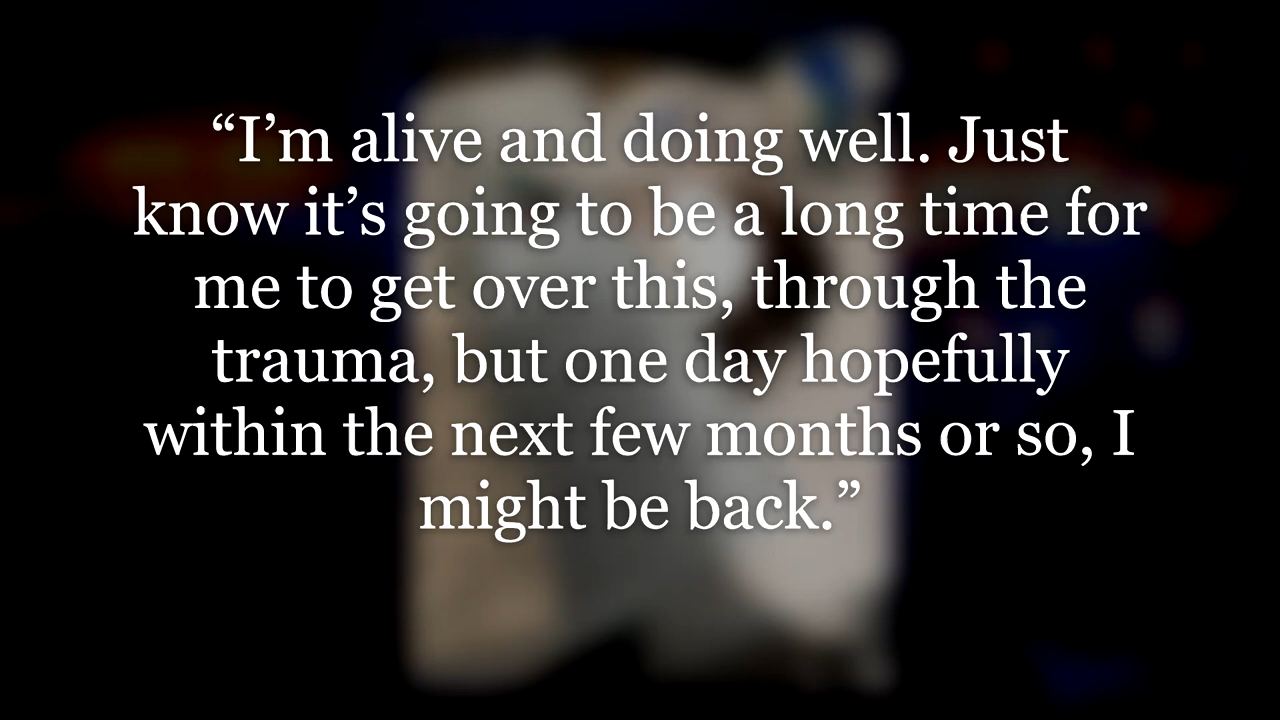 “I’m alive and doing well. Just
know it’s going to be a long time for
me to get over this, through the
trauma, but one day hopefully
within the next few months or so, I
might be back.”